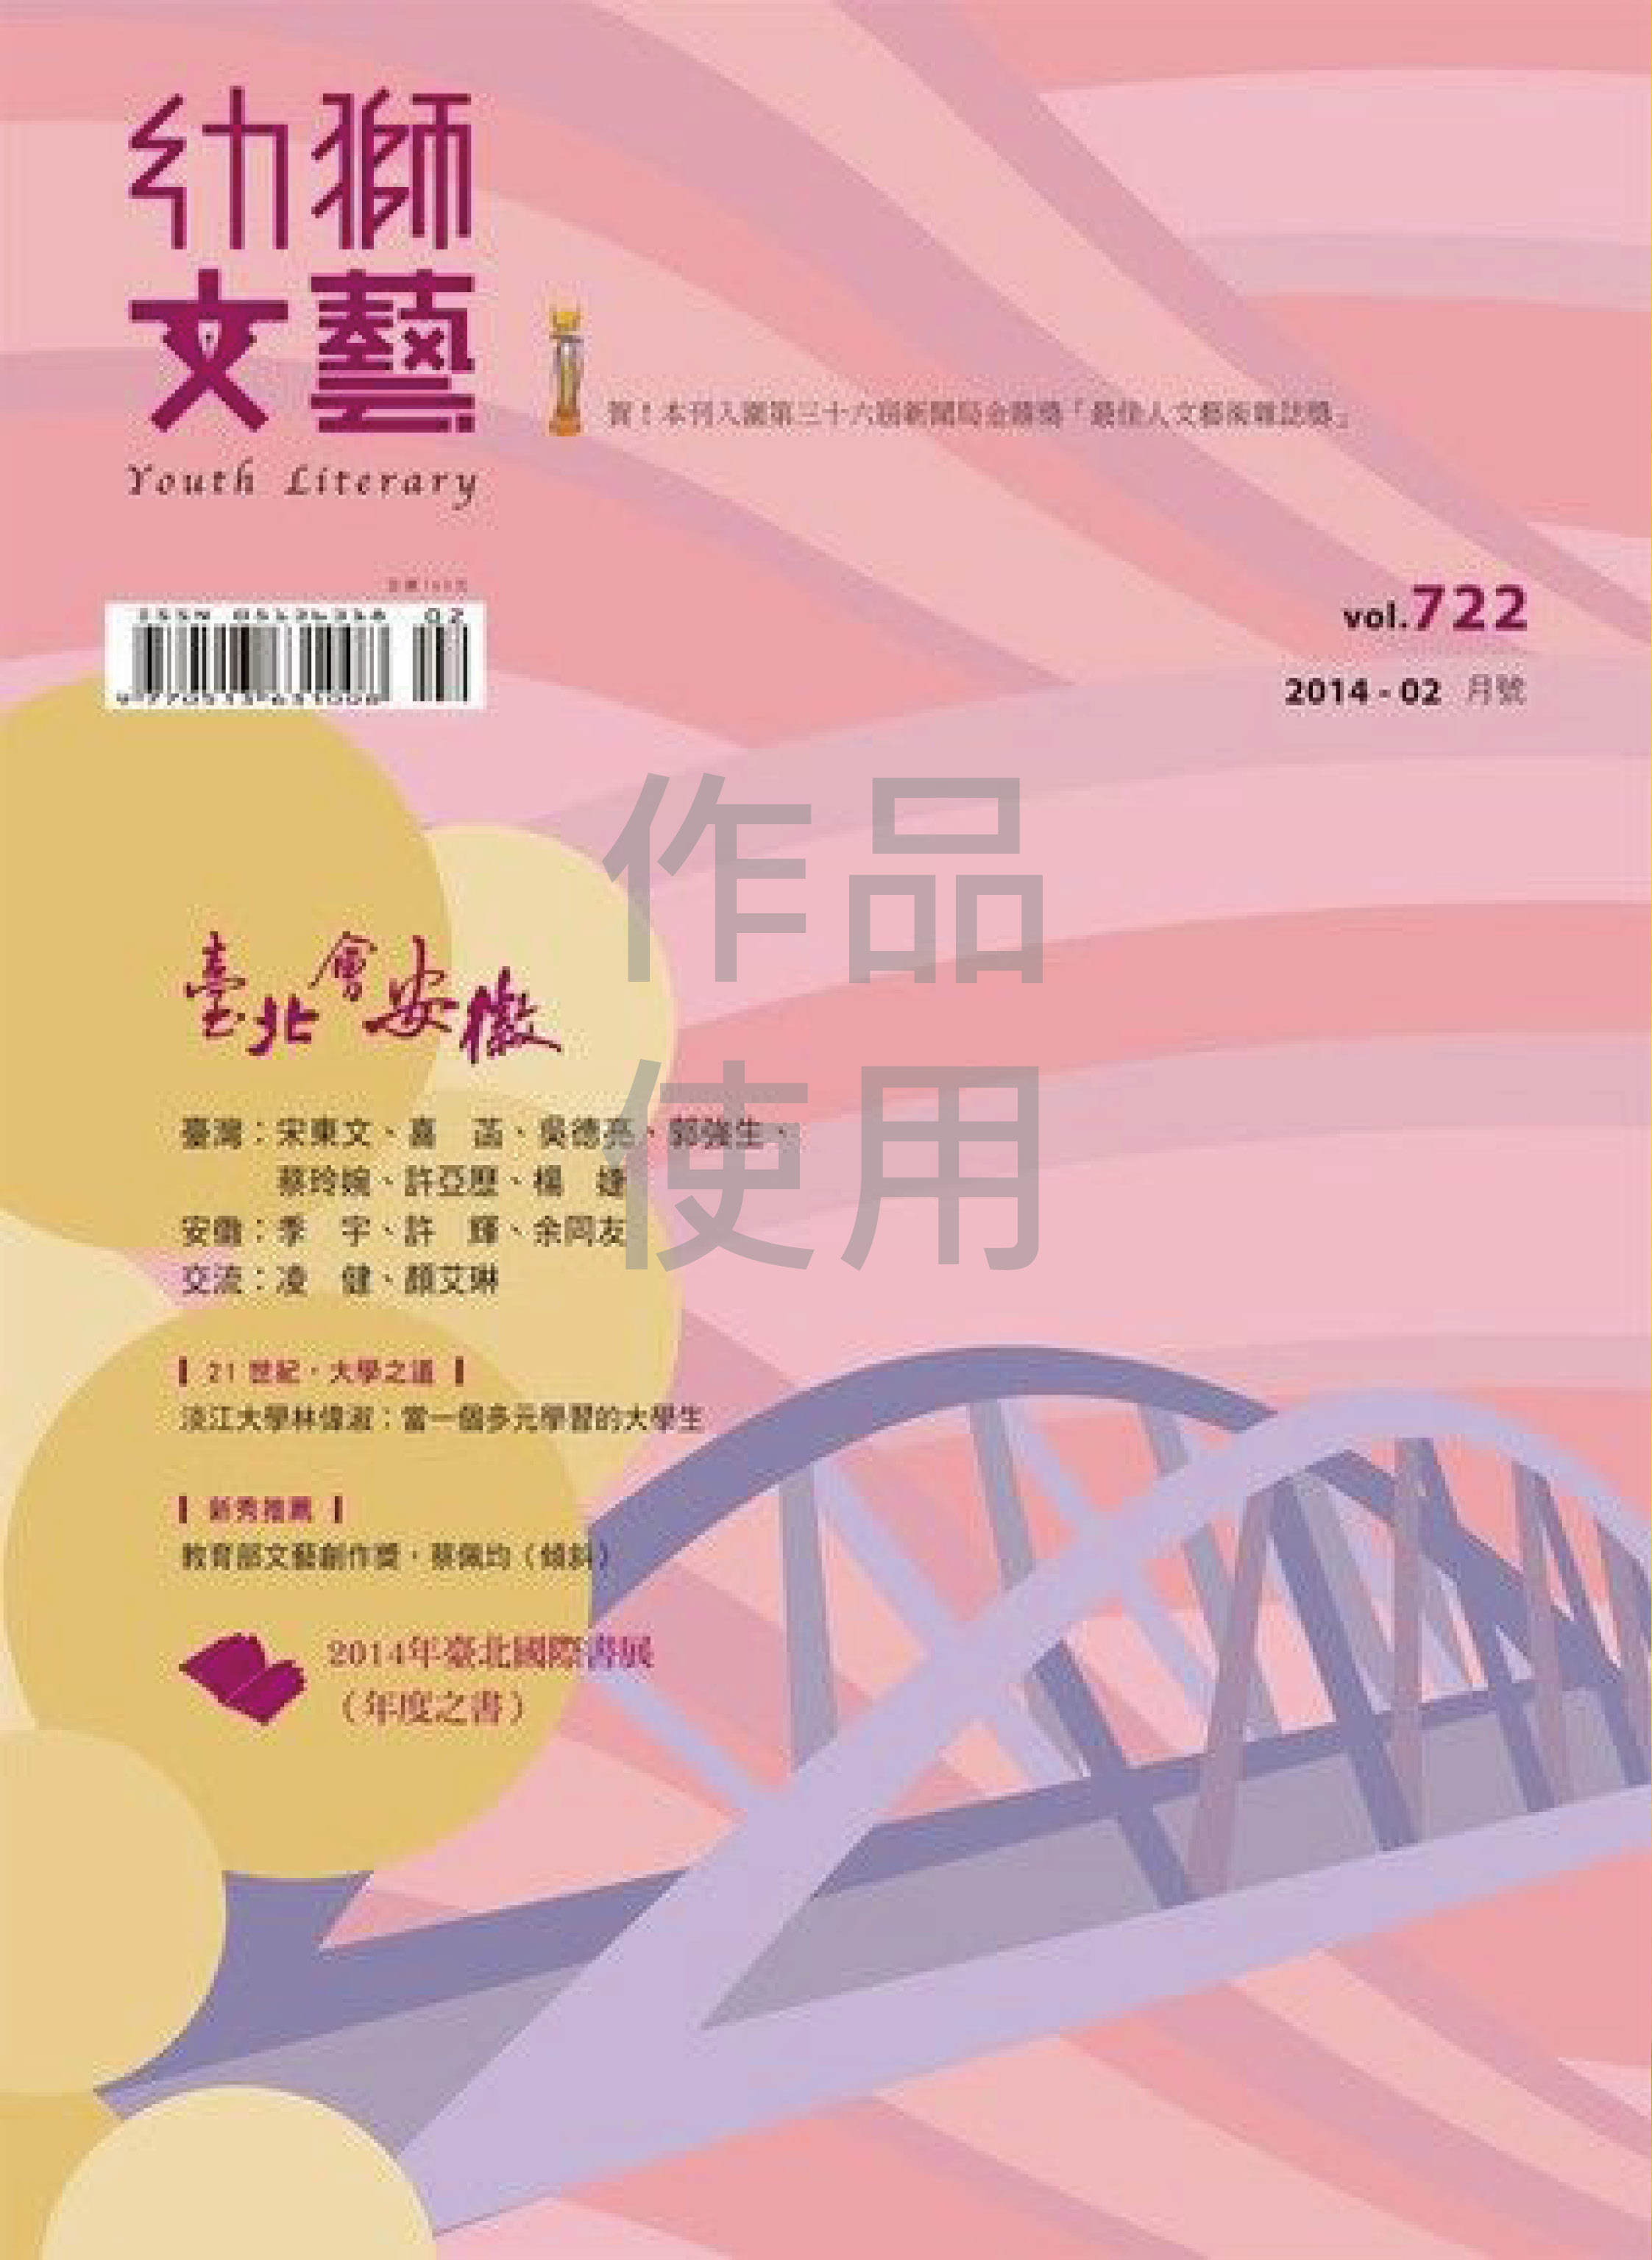 幼獅
文藝
Youth Literary
賀！本刊入圍第三十六屆新聞局金鼎獎「最佳人文藝術雜誌獎」
ISSN 05136318 02
vol.722
2014 - 02 月號
作品
使用
臺北會安徽
臺灣：宋東文、喜 菡、吳德亮、郭強生、
蔡玲婉、許亞歷、楊 婕
安徽：季 宇、許 輝、余同友
交流：凌 健、顏艾琳
21 世紀．大學之道
淡江大學林偉淑：當一個多元學習的大學生
新秀推薦
教育部文藝創作獎．蔡佩均（傾斜）
2014年臺北國際書展
（年度之書）